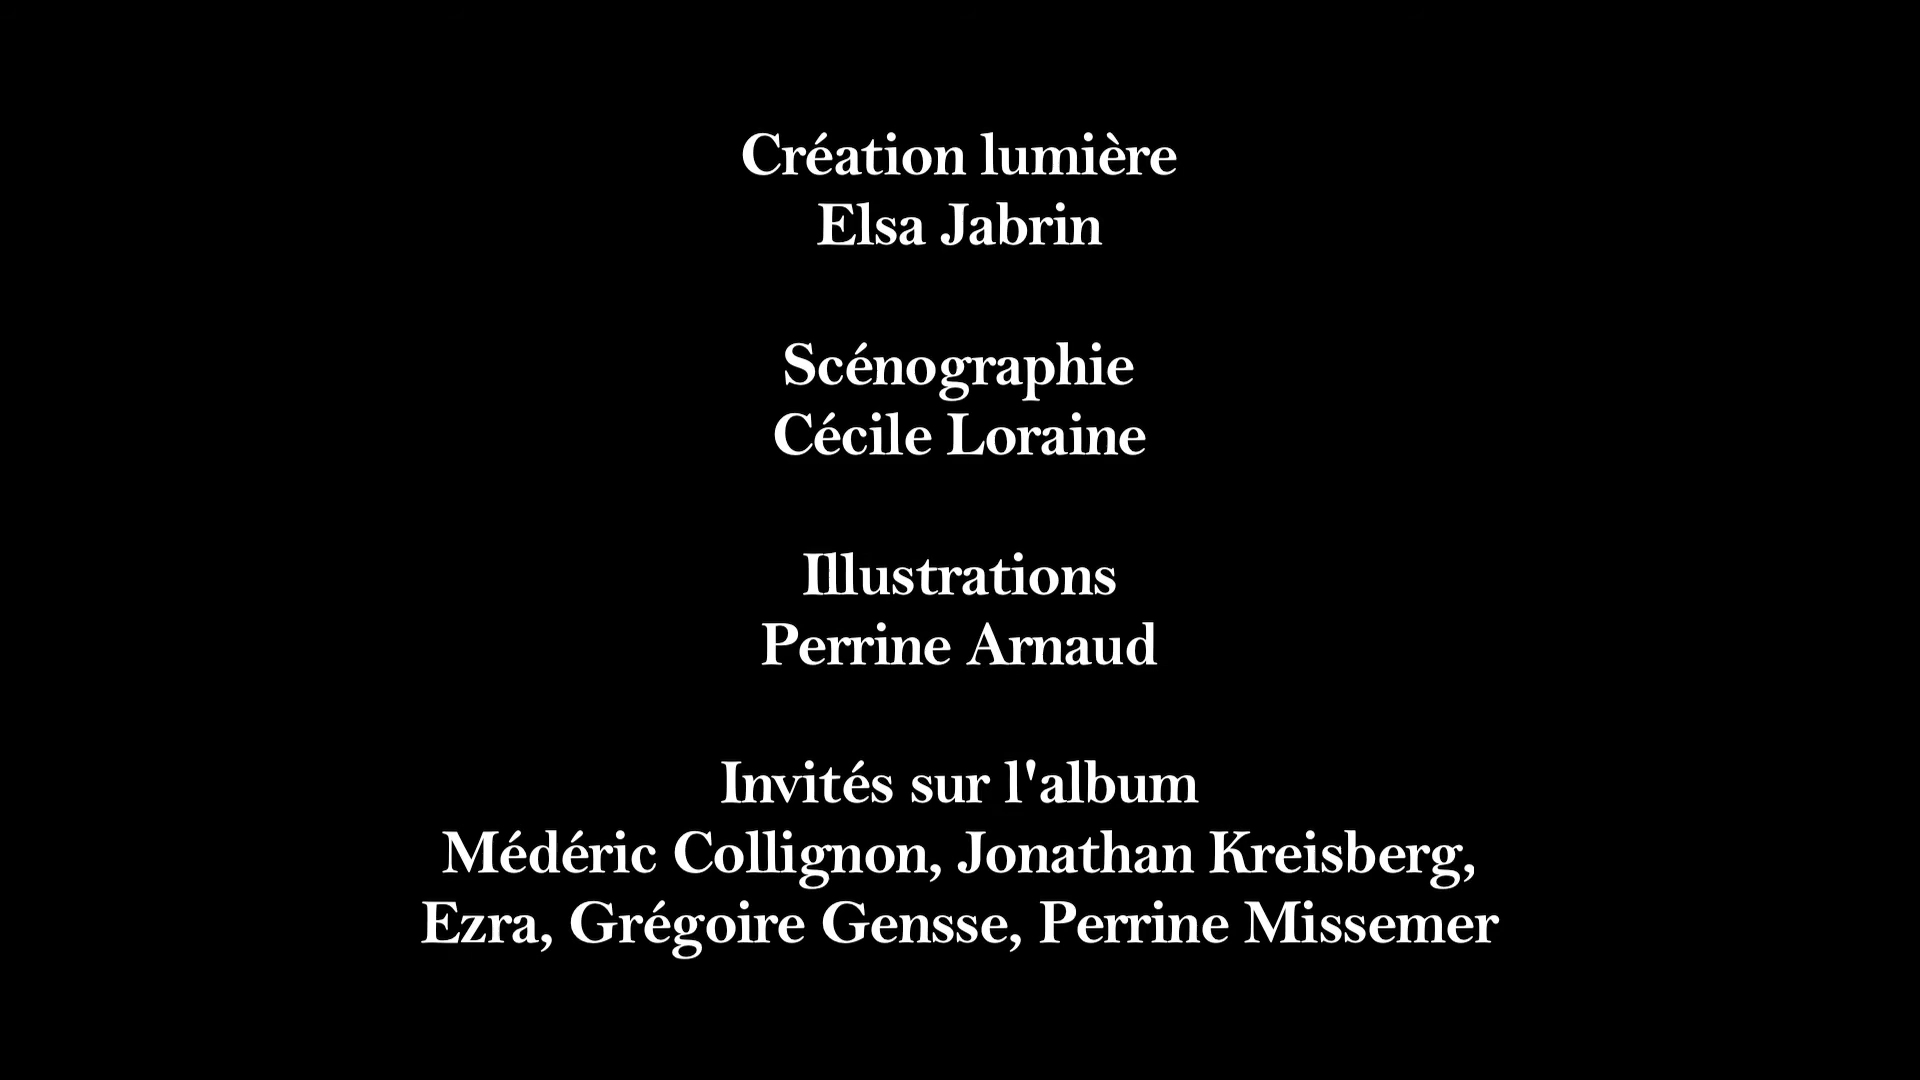 Création lumière
Elsa Jabrin
Scénographie
Cécile Loraine
Illustrations
Perrine Arnaud
Invités sur l'album
Médéric Collignon, Jonathan Kreisberg,
Ezra, Grégoire Gensse, Perrine Missemer